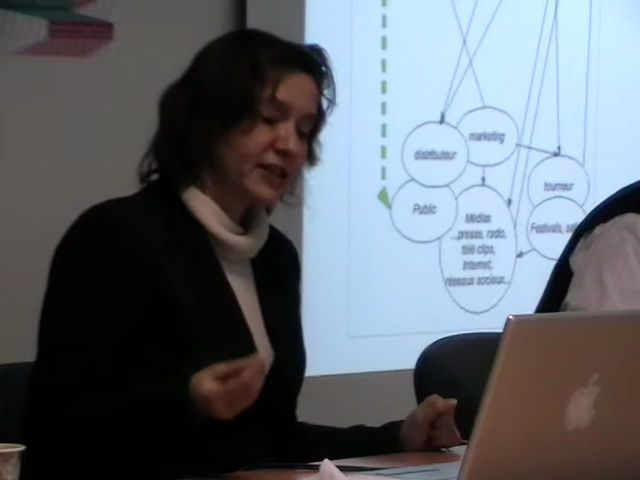 marketing
distributeur
tourneur
Public
Médias
...presse, radio,
télé clips,
Internet,
réseaux sociaux...
Festivals,